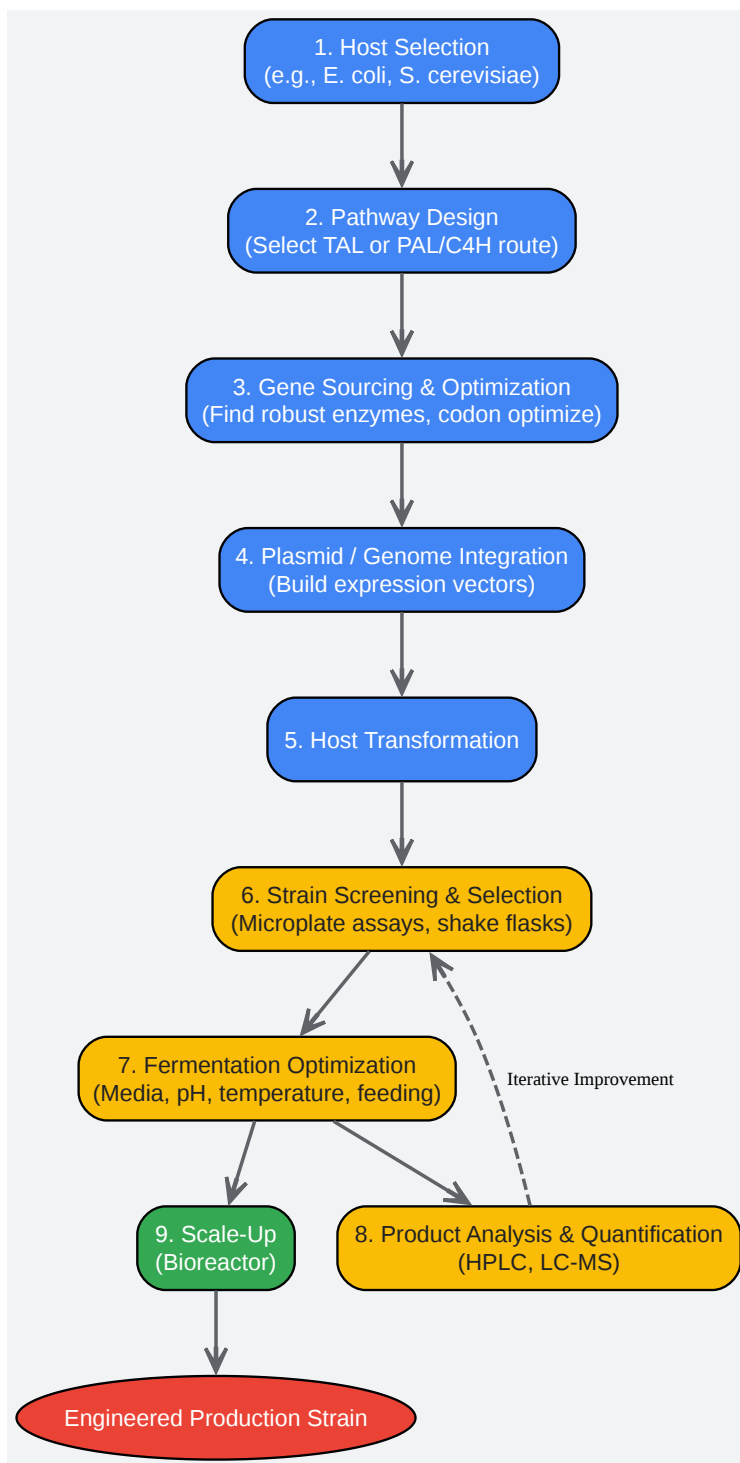 1. Host Selection
(e.g., E. coli, S. cerevisiae)
2. Pathway Design
(Select TAL or PAL/C4H route)
3. Gene Sourcing & Optimization
(Find robust enzymes, codon optimize)
4. Plasmid / Genome Integration
(Build expression vectors)
5. Host Transformation
6. Strain Screening & Selection
(Microplate assays, shake flasks)
7. Fermentation Optimization
(Media, pH, temperature, feeding)
Iterative Improvement
9. Scale-Up
(Bioreactor)
8. Product Analysis & Quantification
(HPLC, LC-MS)
Engineered Production Strain